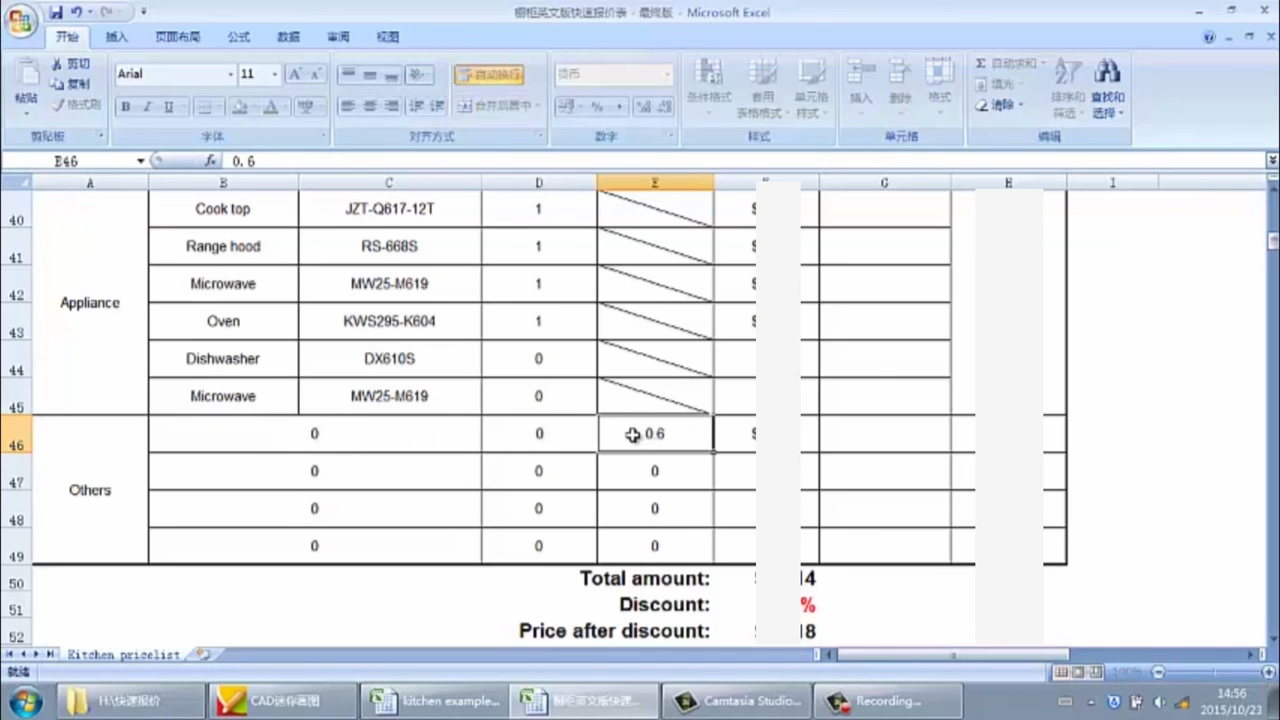 橱柜英文版快速报价表 - 最终版 - Microsoft Excel
开始 插入 页面布局 公式 数据 审阅 视图
剪切
复制
格式刷
粘贴
剪贴板
Arial 11
B I U
字体
自动换行
合并后居中
对齐方式
货币
%
数字
条件格式 套用表格格式 单元格样式
样式
插入 删除 格式
单元格
Σ 自动求和
填充
清除
排序和筛选 查找和选择
编辑
E46 fx 0.6
A B C D E G H I
40 Cook top JZT-Q617-12T 1 $
41 Range hood RS-668S 1 $
42 Microwave MW25-M619 1 $
Appliance
43 Oven KWS295-K604 1 $
44 Dishwasher DX610S 0
45 Microwave MW25-M619 0
46 0 0 0.6 $
47 0 0 0
Others
48 0 0 0
49 0 0 0
50 Total amount: 14
51 Discount: %
52 Price after discount: 18
Kitchen pricelist
就绪 100%
H:\快速报价 CAD迷你画图 kitchen example... 橱柜英文版快速... Camtasia Studio... Recording...
14:56
2015/10/23